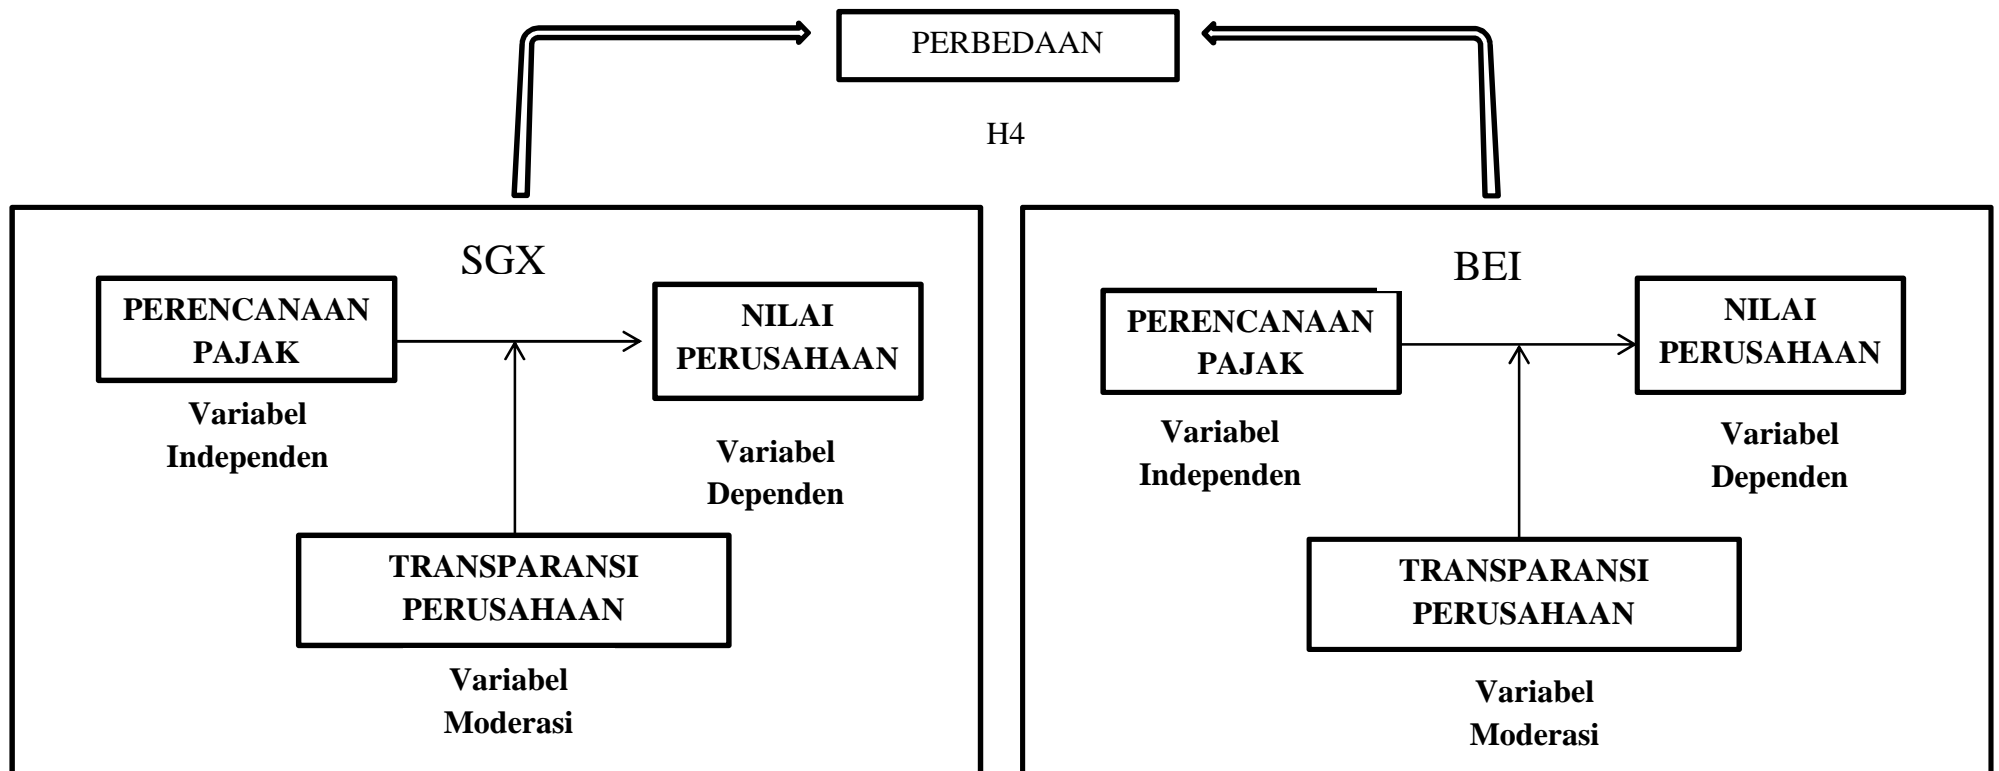 PERBEDAAN
H4
SGX
PERENCANAAN
PAJAK
NILAI
PERUSAHAAN
Variabel
Independen
Variabel
Dependen
TRANSPARANSI
PERUSAHAAN
Variabel
Moderasi
BEI
PERENCANAAN
PAJAK
NILAI
PERUSAHAAN
Variabel
Independen
Variabel
Dependen
TRANSPARANSI
PERUSAHAAN
Variabel
Moderasi